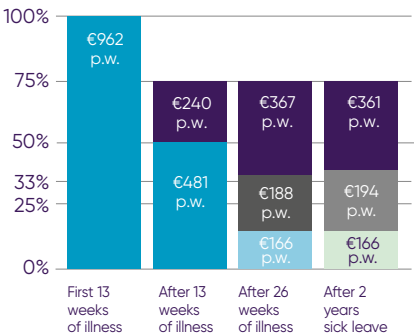 100%
75%
50%
33%
25%
0%
€962
p.w.
€240
p.w.
€481
p.w.
€367
p.w.
€188
p.w.
€166
p.w.
€361
p.w.
€194
p.w.
€166
p.w.
First 13
weeks
of illness
After 13
weeks
of illness
After 26
weeks
of illness
After 2
years
sick leave